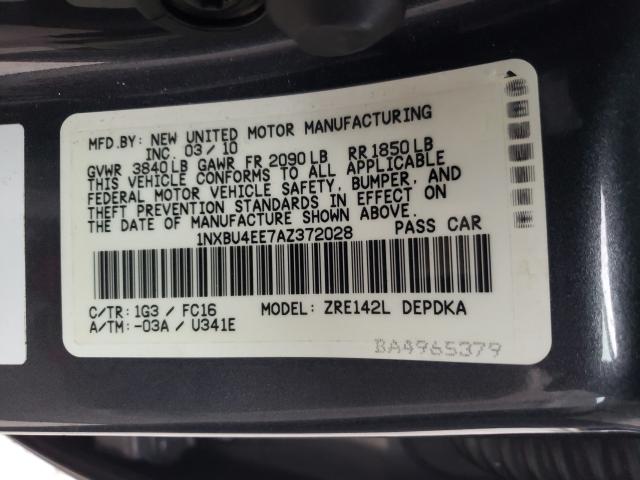 MFD.BY: NEW UNITED MOTOR MANUFACTURING
INC. 03/10
GVWR 3840LB GAWR FR 2090LB RR 1850LB
THIS VEHICLE CONFORMS TO ALL APPLICABLE
FEDERAL MOTOR VEHICLE SAFETY, BUMPER, AND
THEFT PREVENTION STANDARDS IN EFFECT ON
THE DATE OF MANUFACTURE SHOWN ABOVE.
1NXBU4EE7AZ372028 PASS CAR
C/TR: 1G3 / FC16 MODEL: ZRE142L DEPDKA
A/TM: -03A / U341E
BA4965379